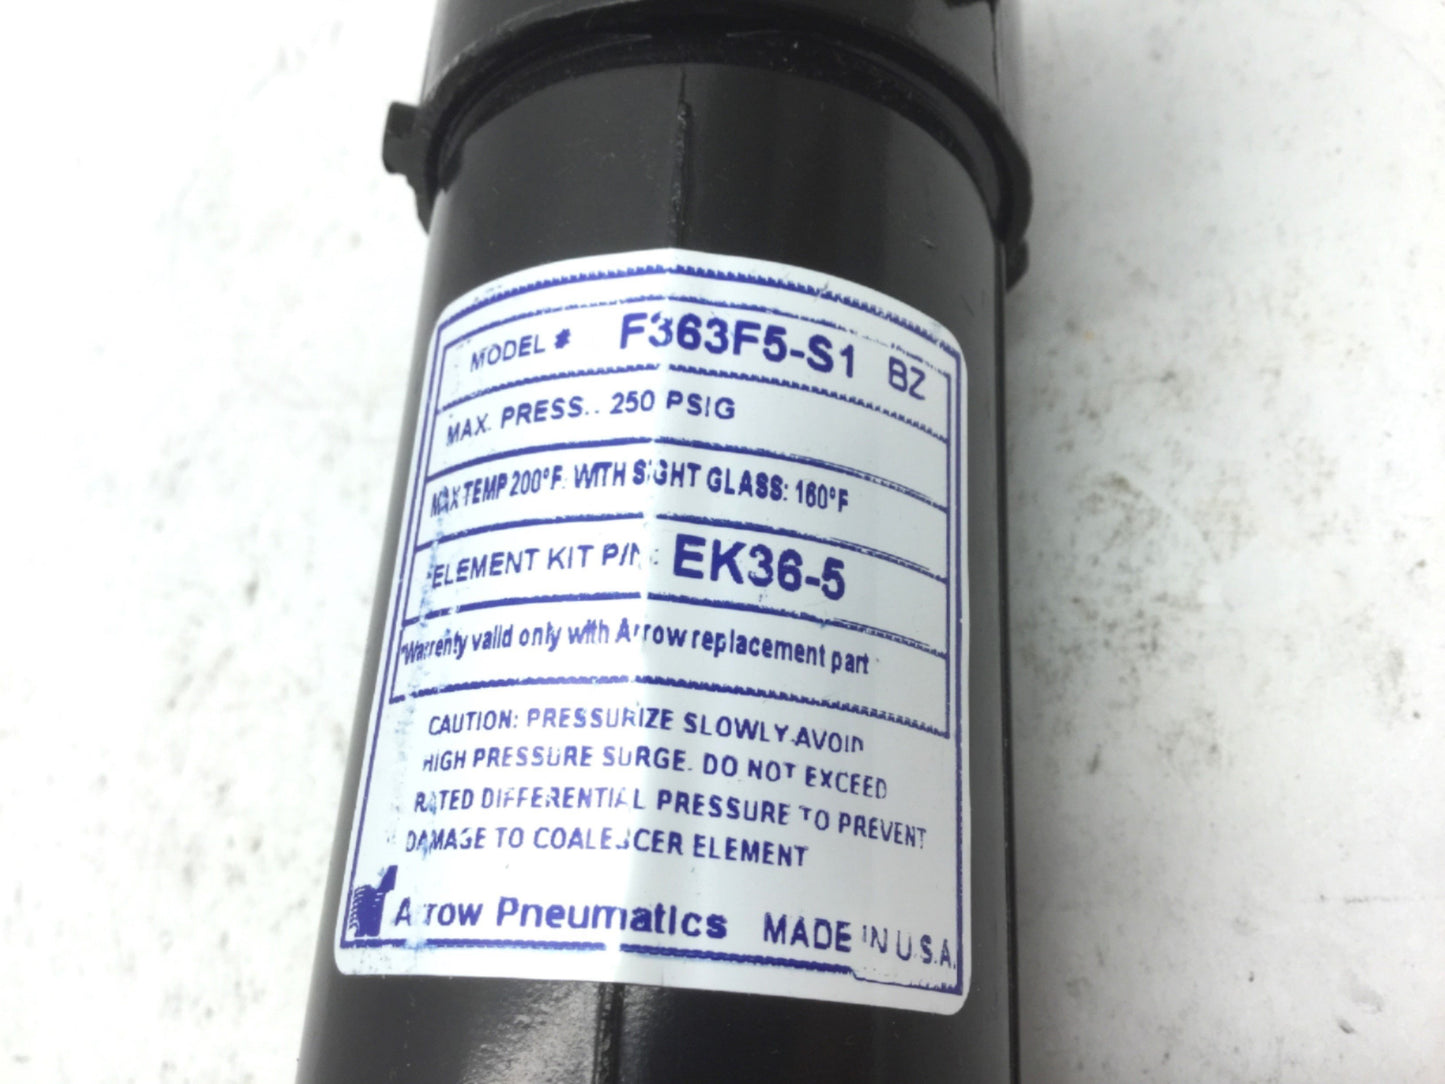 MODEL # F363F5-S1 BZ
MAX. PRESS.. 250 PSIG
MAX TEMP 200°F. WITH SIGHT GLASS: 160°F
*ELEMENT KIT P/N: EK36-5
*Warrenty valid only with Arrow replacement part
CAUTION: PRESSURIZE SLOWLY.AVOID
HIGH PRESSURE SURGE. DO NOT EXCEED
RATED DIFFERENTIAL PRESSURE TO PREVENT
DAMAGE TO COALESCER ELEMENT
Arrow Pneumatics MADE IN U.S.A.